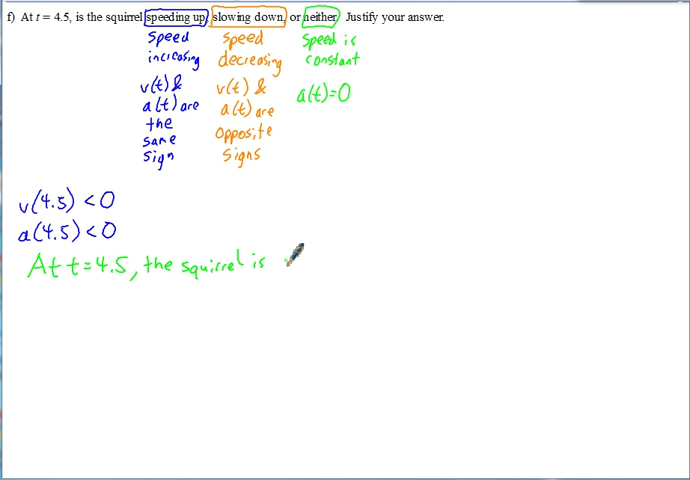 f) At t = 4.5, is the squirrel speeding up, slowing down, or neither. Justify your answer.
Speed
increasing
v(t) &
a(t) are
the
same
sign
Speed
decreasing
v(t) &
a(t) are
opposite
signs
Speed is
constant
a(t)=0
v(4.5) < 0
a(4.5) < 0
At t=4.5, the squirrel is